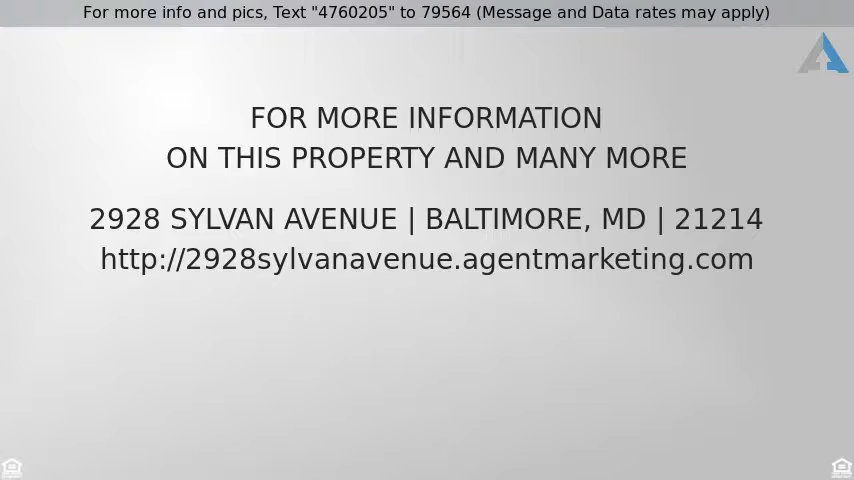 For more info and pics, Text "4760205" to 79564 (Message and Data rates may apply)
FOR MORE INFORMATION
ON THIS PROPERTY AND MANY MORE
2928 SYLVAN AVENUE | BALTIMORE, MD | 21214
http://2928sylvanavenue.agentmarketing.com